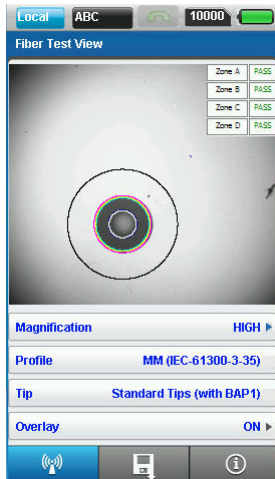 Local ABC 10000
Fiber Test View
Zone A PASS
Zone B PASS
Zone C PASS
Zone D PASS
Magnification HIGH
Profile MM (IEC-61300-3-35)
Tip Standard Tips (with BAP1)
Overlay ON